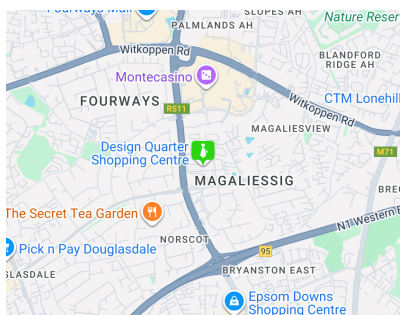 Fourways Mall
SLOPES AH
PALMLANDS AH
Nature Reser
Witkoppen Rd
BLANDFORD
RIDGE AH
Montecasino
CTM Lonehill
FOURWAYS
R511
Witkoppen Rd
MAGALIESVIEW
Design Quarter
Shopping Centre
M71
MAGALIESSIG
BREC
The Secret Tea Garden
N1 Western B
NORSCOT
95
Pick n Pay Douglasdale
GLASDALE
BRYANSTON EAST
Epsom Downs
Shopping Centre